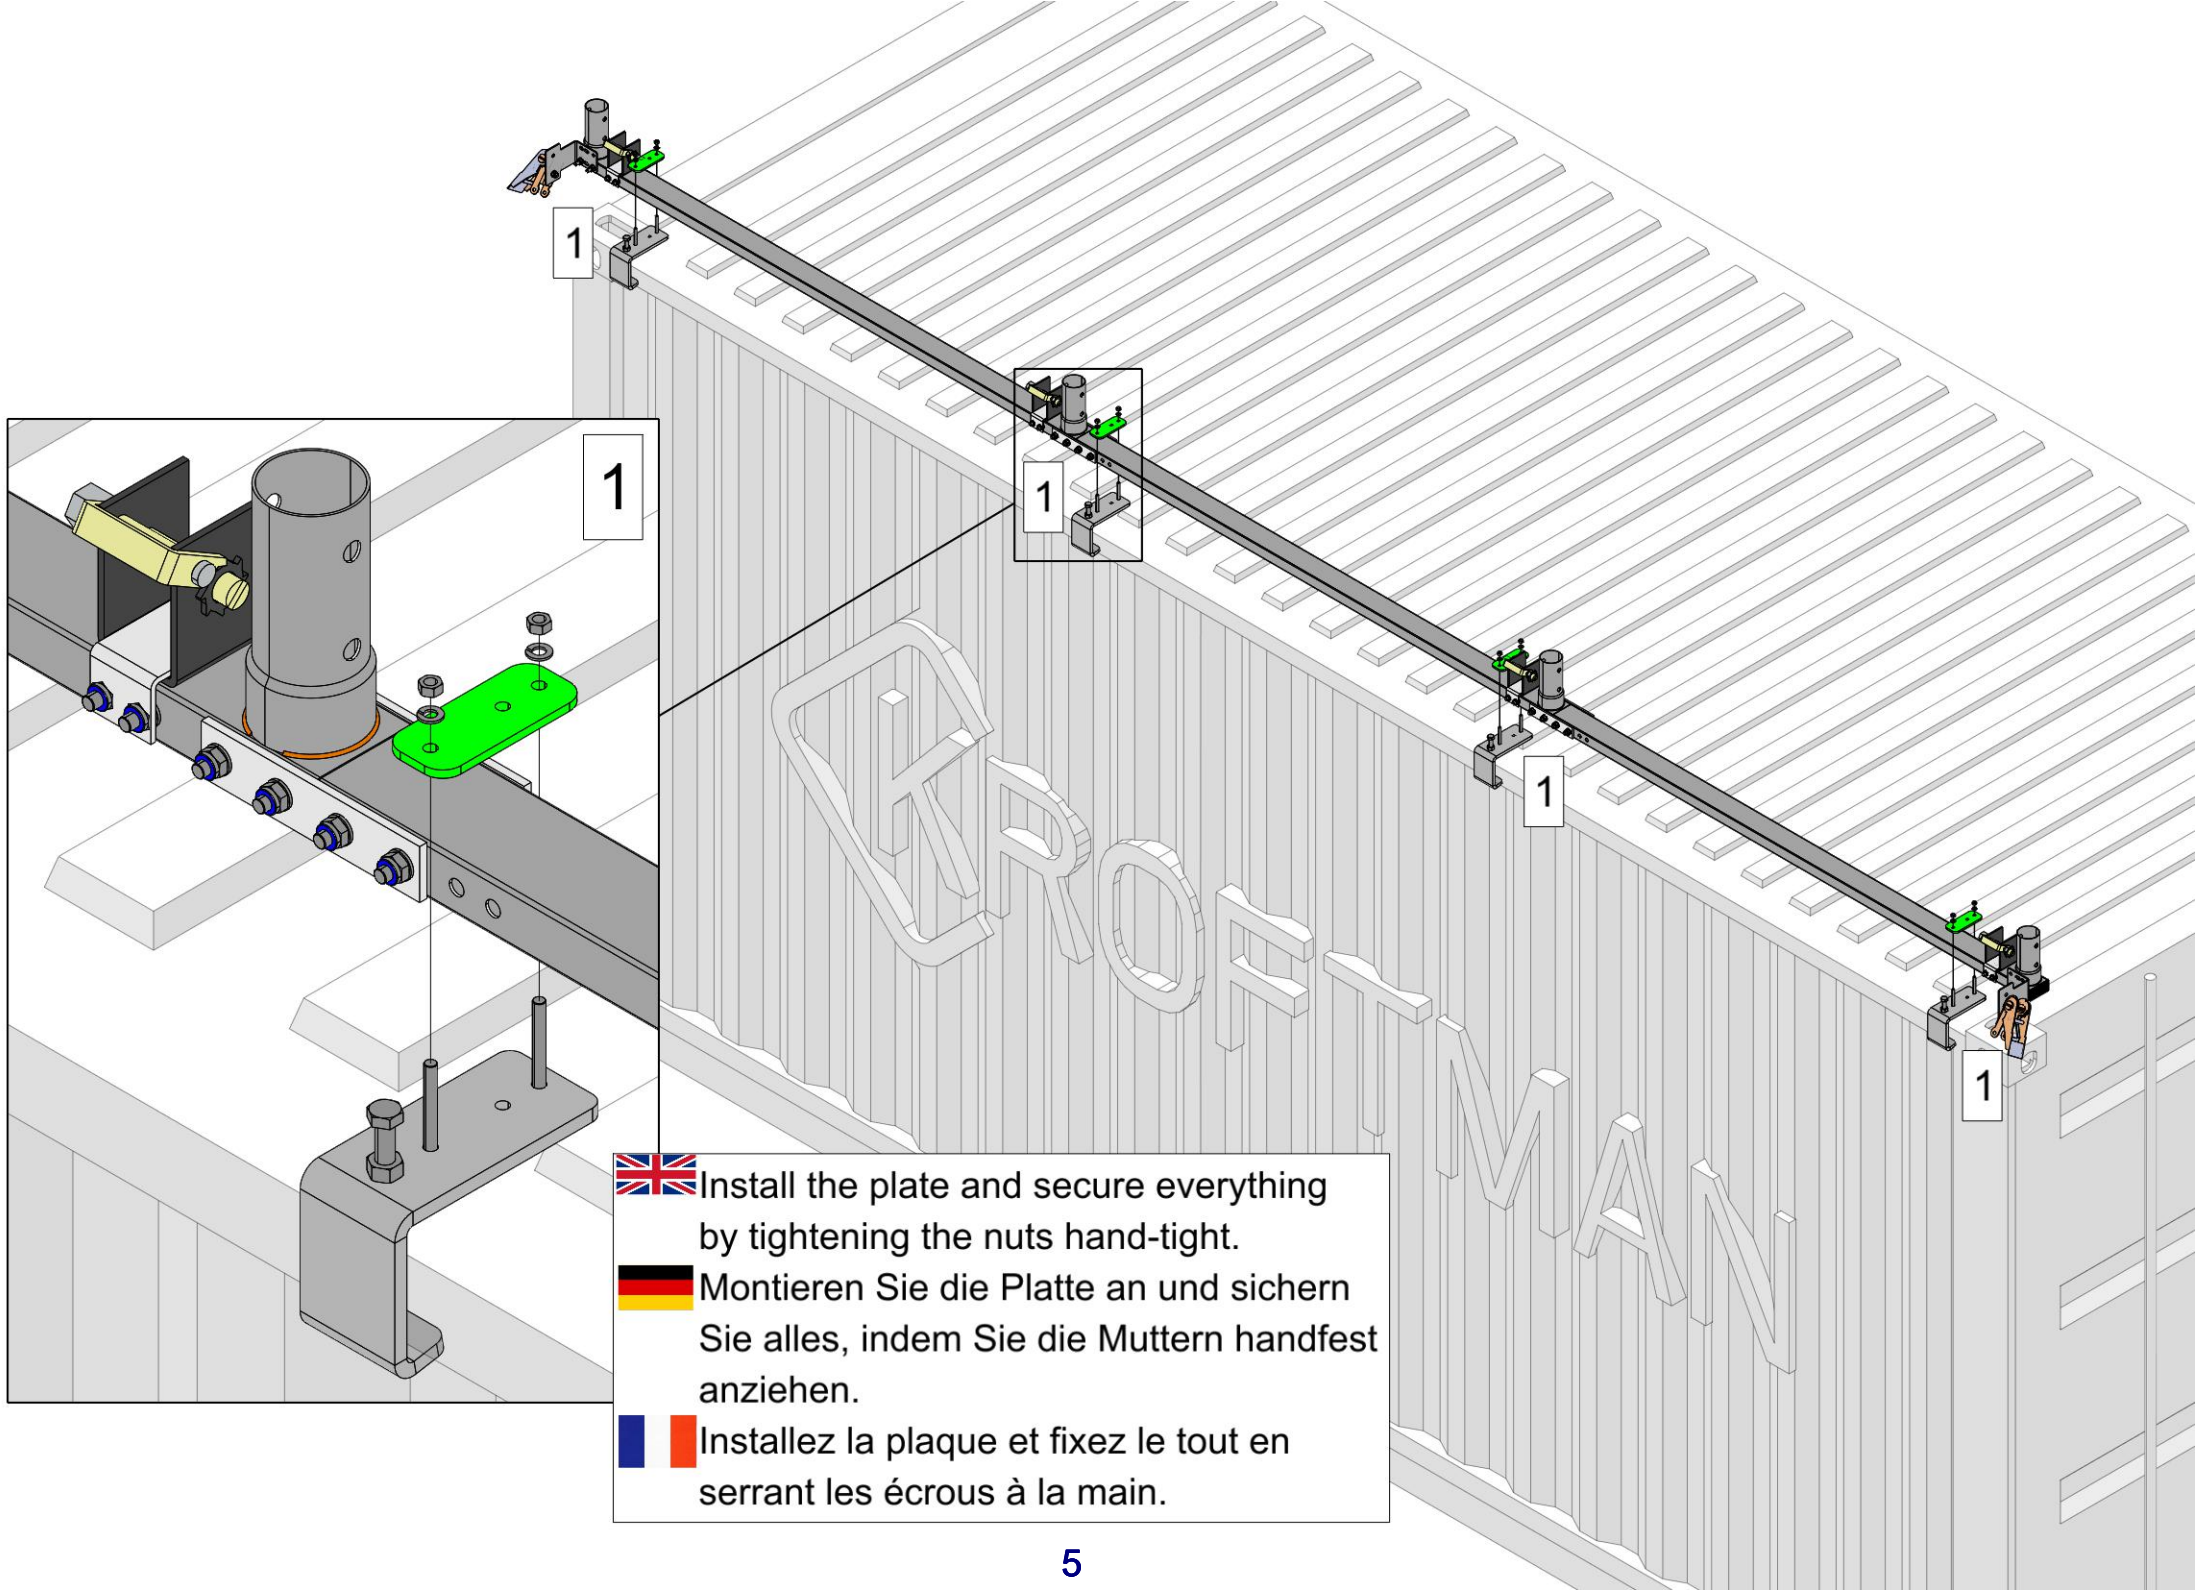 1
1
1
1
1
KROFTMAN
Install the plate and secure everything
by tightening the nuts hand-tight.
Montieren Sie die Platte an und sichern
Sie alles, indem Sie die Muttern handfest
anziehen.
Installez la plaque et fixez le tout en
serrant les écrous à la main.
5